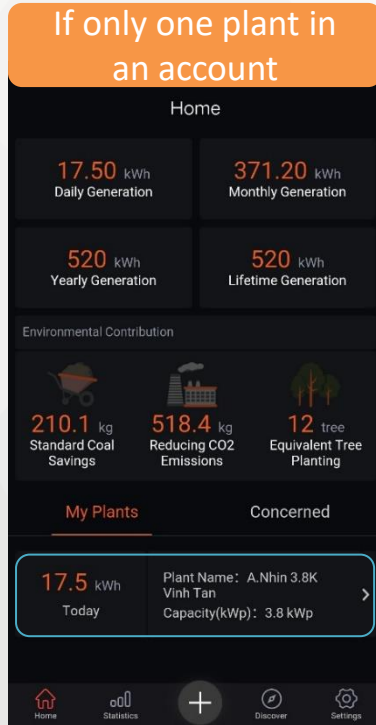 If only one plant in
an account
Home
17.50 kWh
Daily Generation
371.20 kWh
Monthly Generation
520 kWh
Yearly Generation
520 kWh
Lifetime Generation
Environmental Contribution
210.1 kg
Standard Coal
Savings
518.4 kg
Reducing CO2
Emissions
12 tree
Equivalent Tree
Planting
My Plants
Concerned
17.5 kWh
Today
Plant Name： A.Nhin 3.8K
Vinh Tan
Capacity(kWp)： 3.8 kWp
Home
Statistics
Discover
Settings